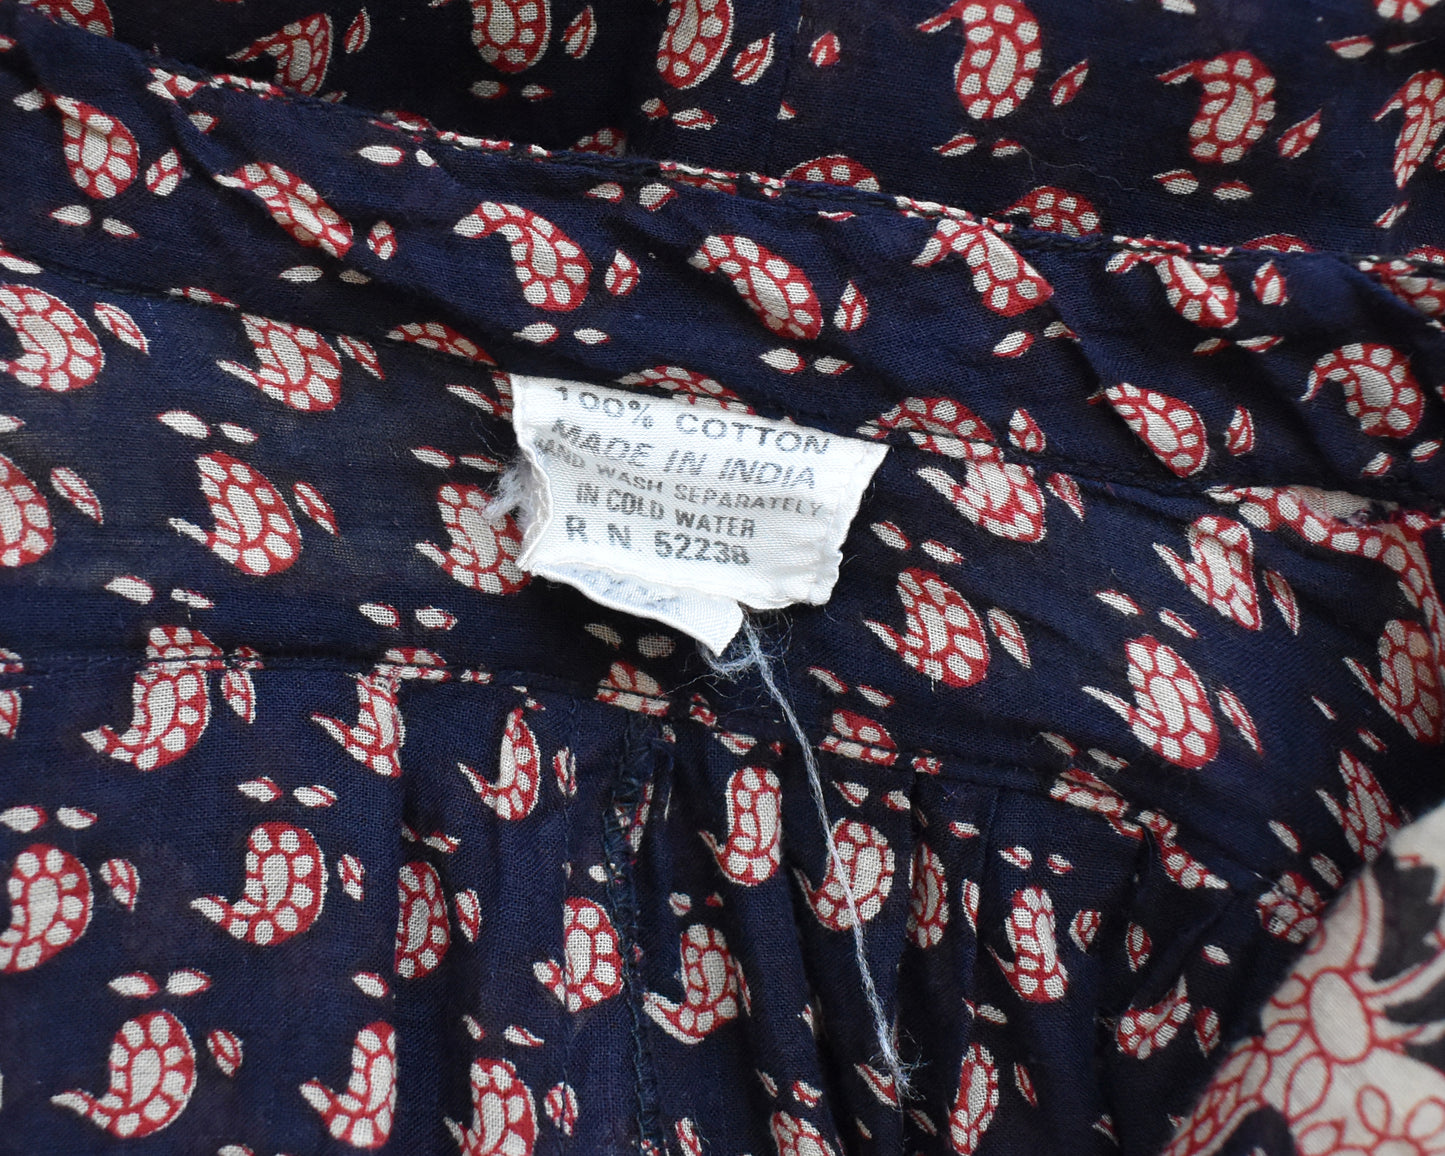 100% COTTON
MADE IN INDIA
HAND WASH SEPARATELY
IN COLD WATER
R.N. 52238